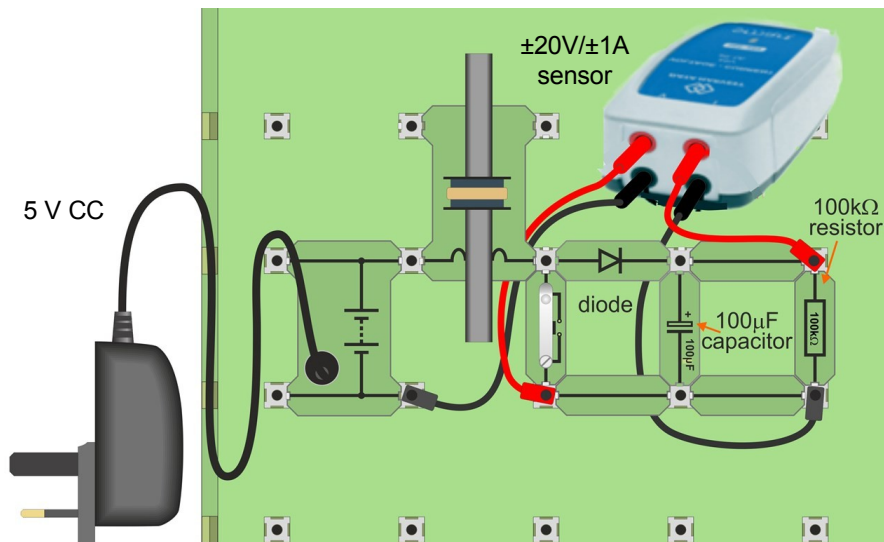 ±20V/±1A
sensor
5 V CC
100kΩ
resistor
diode
+
100µF
capacitor
100µF
100kΩ